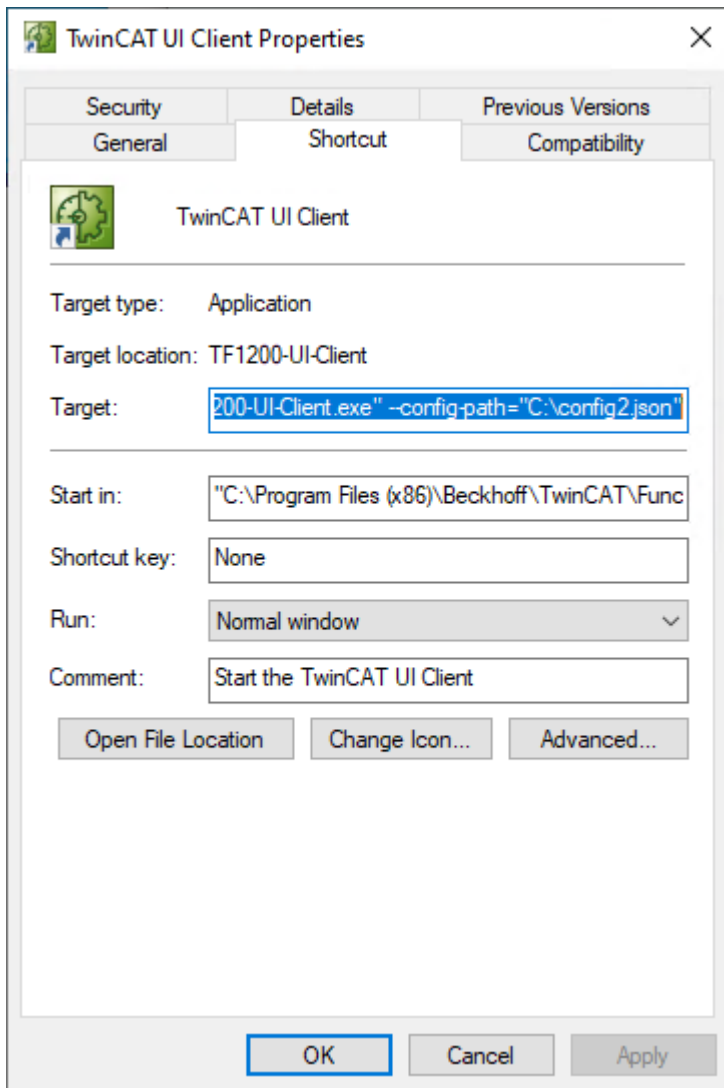 TwinCAT UI Client Properties
Security Details Previous Versions
General Shortcut Compatibility
TwinCAT UI Client
Target type: Application
Target location: TF1200-UI-Client
Target: 200-UI-Client.exe" --config-path="C:\config2.json"
Start in: "C:\Program Files (x86)\Beckhoff\TwinCAT\Func
Shortcut key: None
Run: Normal window
Comment: Start the TwinCAT UI Client
Open File Location Change Icon... Advanced...
OK Cancel Apply